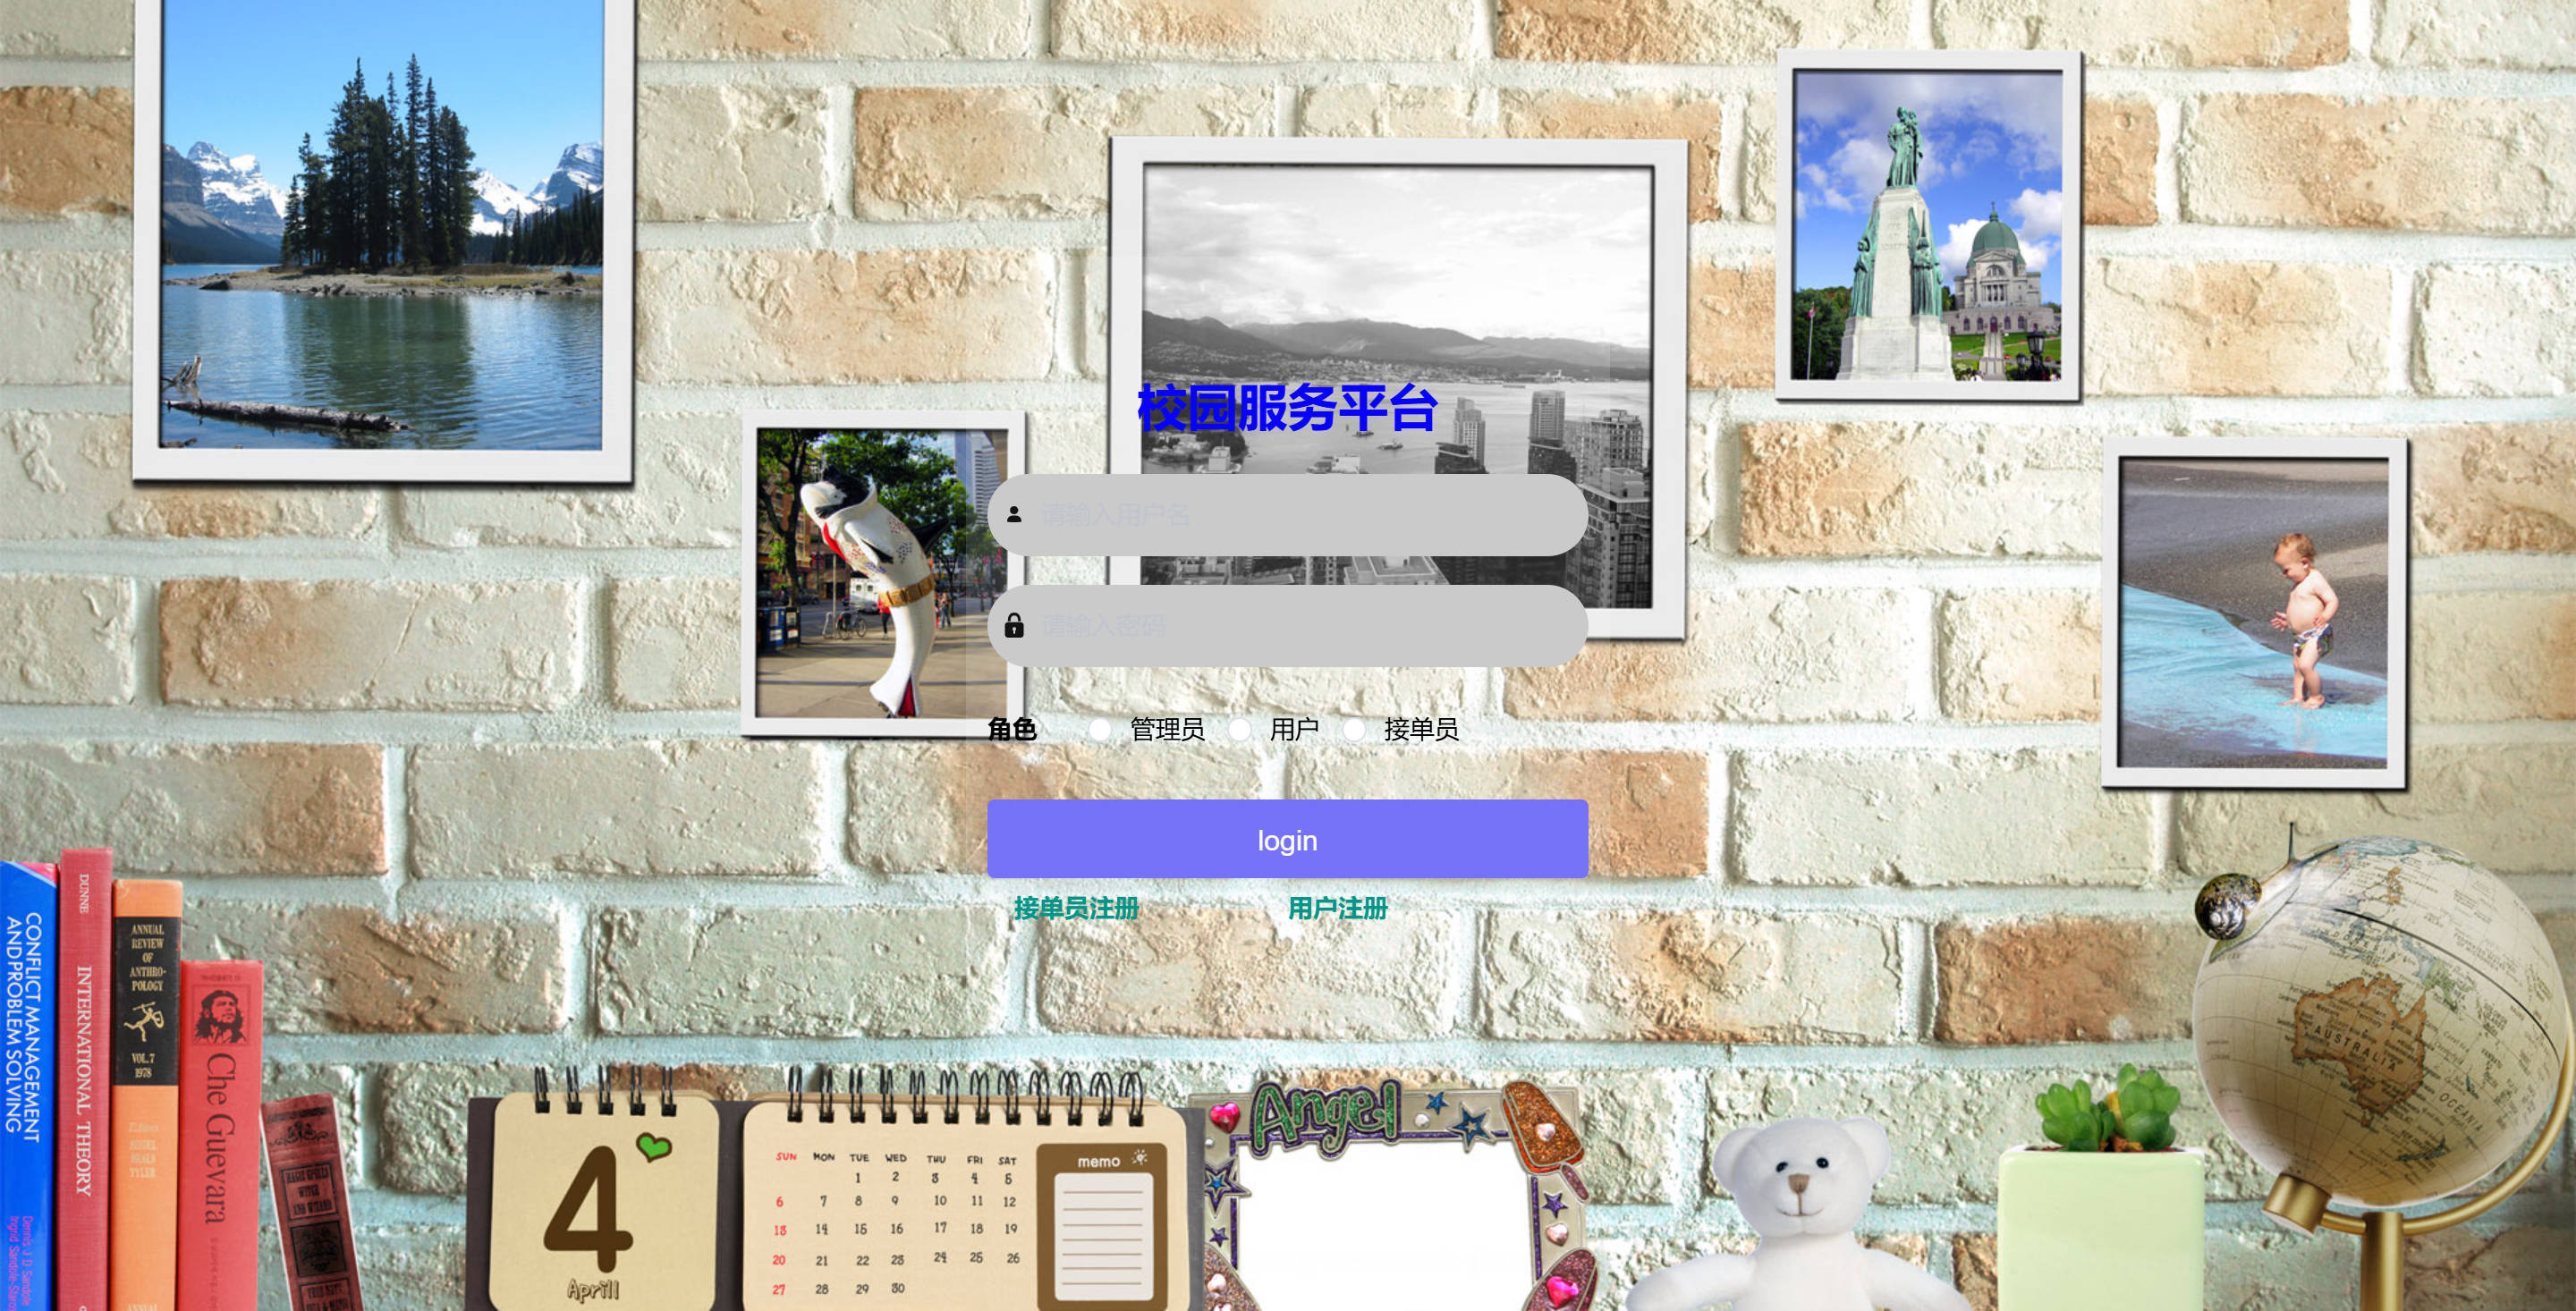 校园服务平台
请输入用户名
请输入密码
角色 管理员 用户 接单员
login
接单员注册 用户注册
CONFLICT MANAGEMENT
AND PROBLEM SOLVING
DUNNE
INTERNATIONAL THEORY
ANNUAL
REVIEW
OF
ANTHRO-
POLOGY
VOL. 7
1978
Che Guevara
4
Aprill
SUN MON TUE WED THU FRI SAT
1 2 3 4 5
6 7 8 9 10 11 12
13 14 15 16 17 18 19
20 21 22 23 24 25 26
27 28 29 30
memo
Angel
AUSTRALIA
OCEANIA